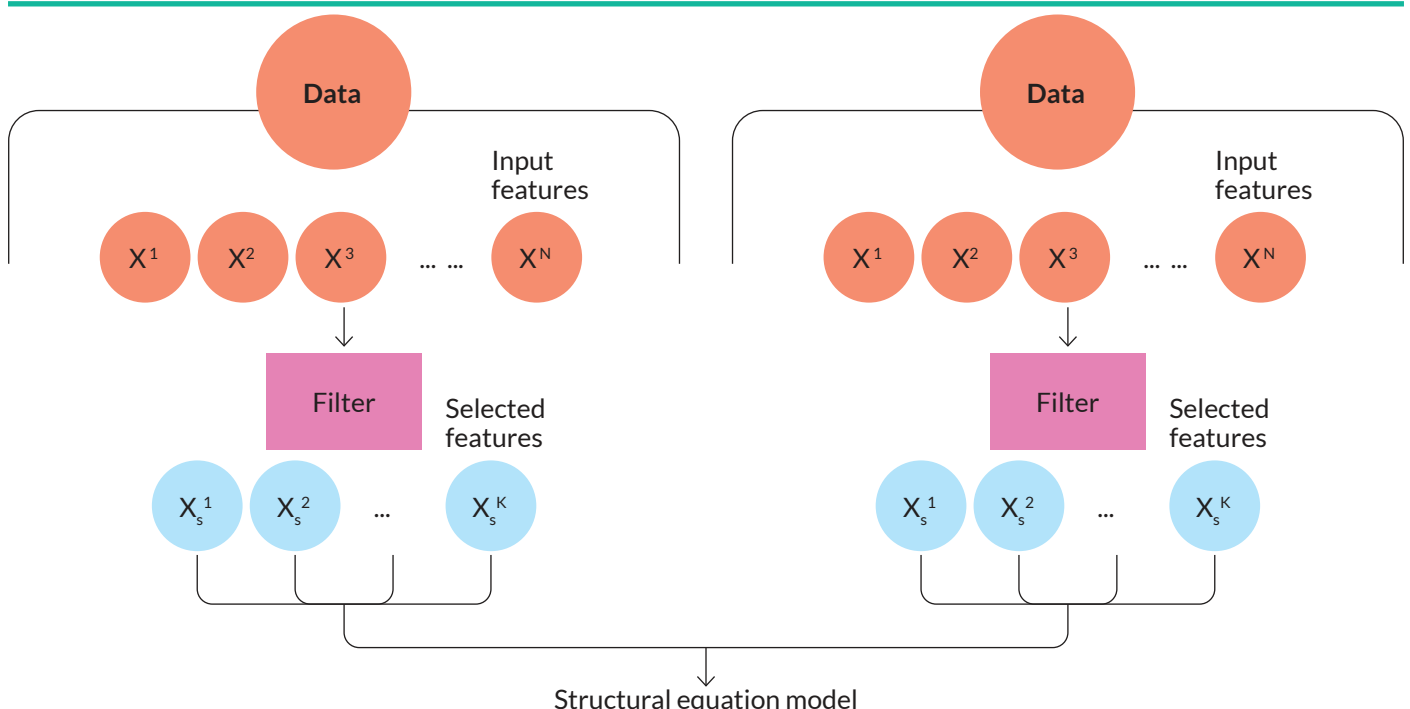 Data
Input
features
X¹ X² X³ ... ... Xᴺ
Filter
Selected
features
Xₛ¹ Xₛ² ... Xₛᴷ
Data
Input
features
X¹ X² X³ ... ... Xᴺ
Filter
Selected
features
Xₛ¹ Xₛ² ... Xₛᴷ
Structural equation model